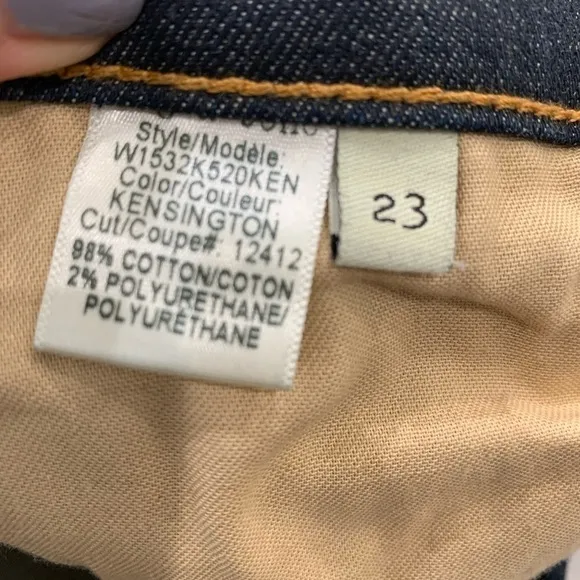 Style/Modèle:
W1532K520KEN
Color/Couleur:
KENSINGTON
Cut/Coupe#: 12412
98% COTTON/COTON
2% POLYURETHANE/
POLYURÉTHANE
23